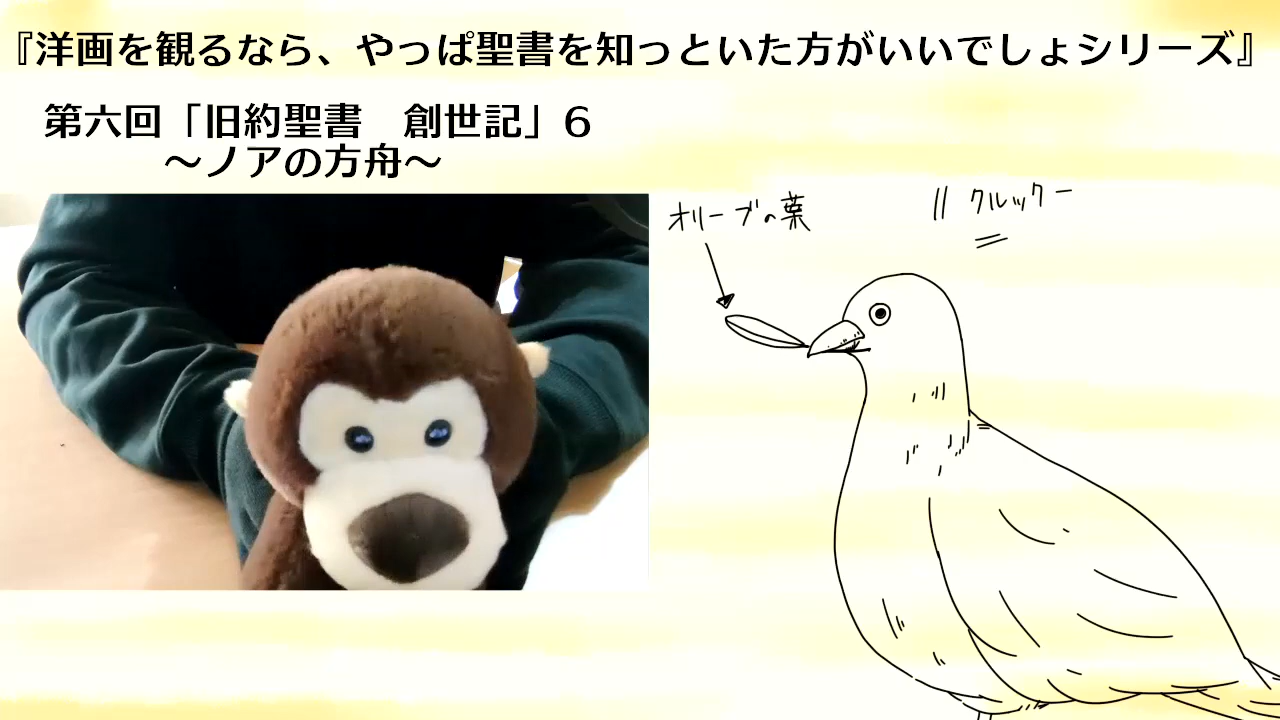 『洋画を観るなら、やっぱ聖書を知っといた方がいいでしょシリーズ』
第六回「旧約聖書　創世記」６
～ノアの方舟～
オリーブの葉
クルックー